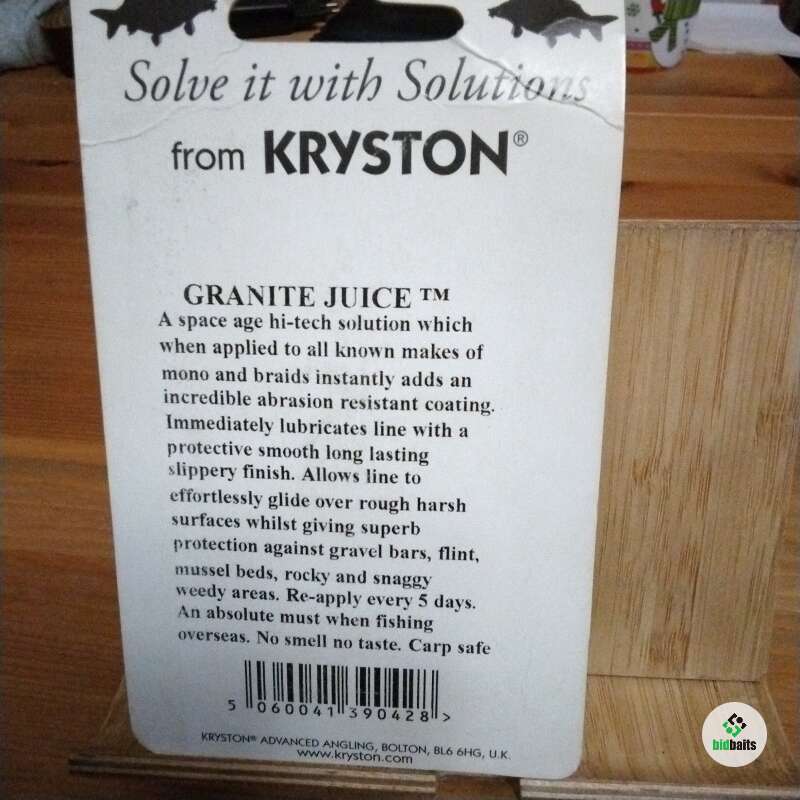 Solve it with Solutions
from KRYSTON®
GRANITE JUICE ™
A space age hi-tech solution which
when applied to all known makes of
mono and braids instantly adds an
incredible abrasion resistant coating.
Immediately lubricates line with a
protective smooth long lasting
slippery finish. Allows line to
effortlessly glide over rough harsh
surfaces whilst giving superb
protection against gravel bars, flint,
mussel beds, rocky and snaggy
weedy areas. Re-apply every 5 days.
An absolute must when fishing
overseas. No smell no taste. Carp safe
5 060041 390428 >
KRYSTON® ADVANCED ANGLING, BOLTON, BL6 6HG, U.K.
www.kryston.com
bidbaits